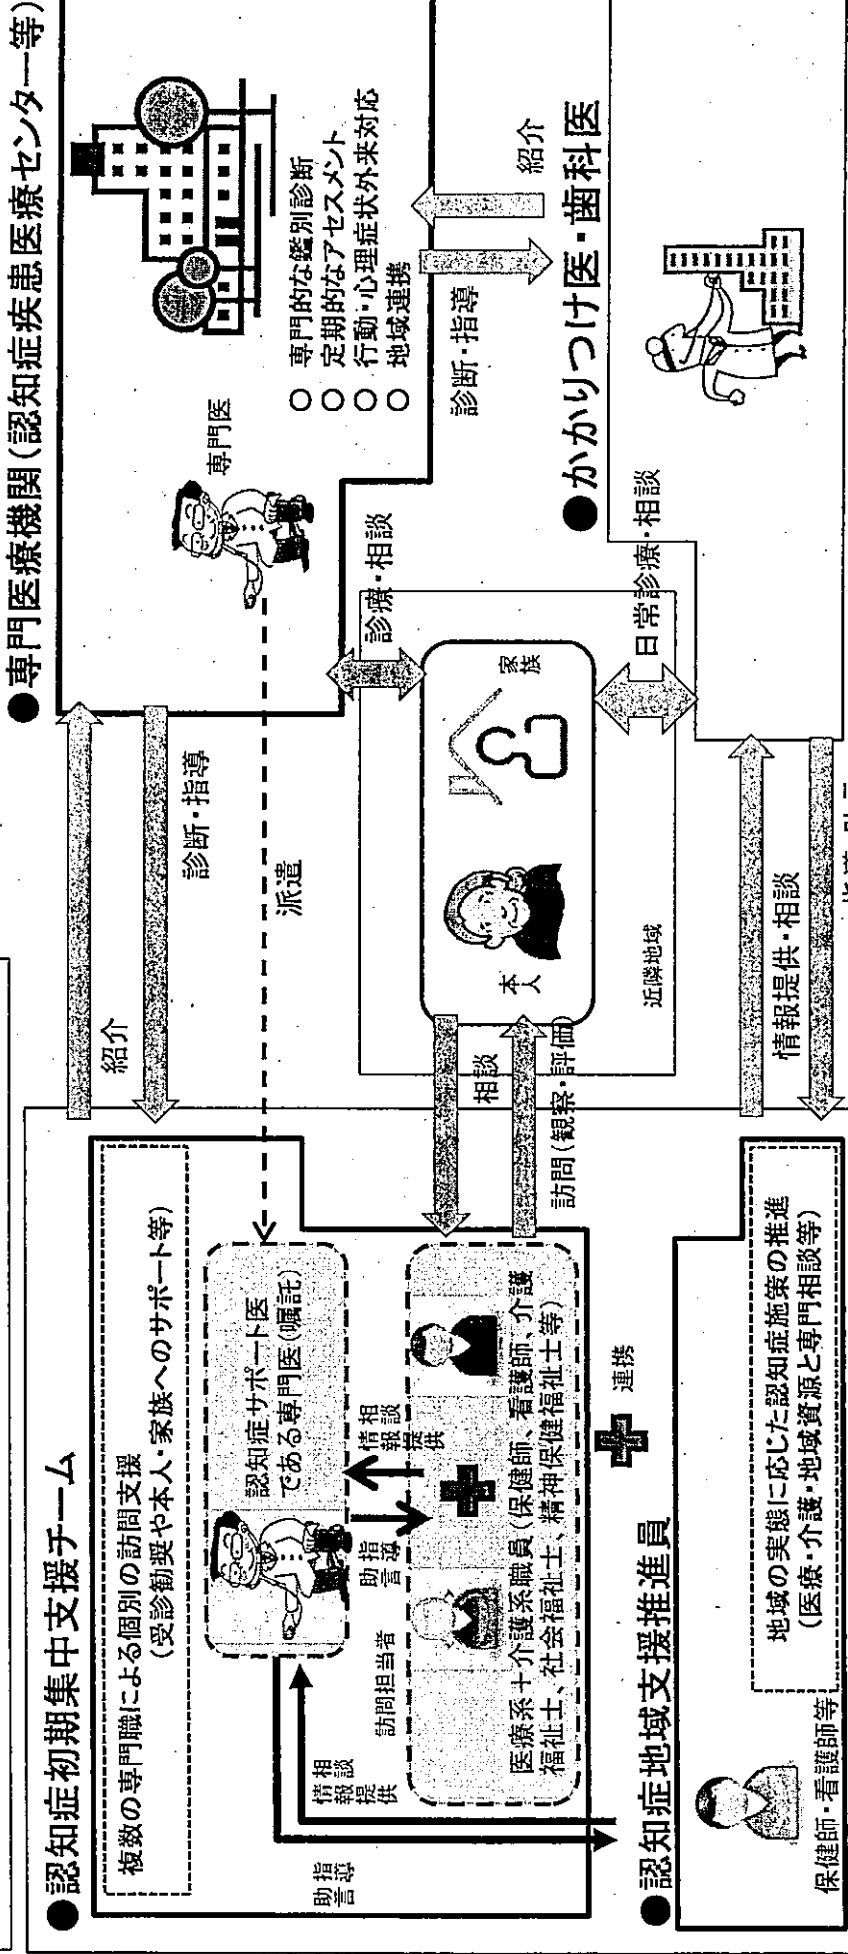 ●認知症初期集中支援チーム
複数の専門職による個別の訪問支援
(受診勧奨や本人・家族へのサポート等)
認知症サポート医
である専門医(嘱託)
情報提供
相談
指導
助言
訪問担当者
医療系+介護系職員(保健師、看護師、介護
福祉士、社会福祉士、精神保健福祉士等)
情報提供
相談
指導
助言
連携
●認知症地域支援推進員
地域の実態に応じた認知症施策の推進
(医療・介護・地域資源と専門相談等)
保健師・看護師等
紹介
診断・指導
派遣
相談
訪問(観察・評価)
本人
家族
近隣地域
診療・相談
日常診療・相談
情報提供・相談
●専門医療機関(認知症疾患医療センター等)
専門医
○ 専門的な鑑別診断
○ 定期的なアセスメント
○ 行動・心理症状外来対応
○ 地域連携
診断・指導
紹介
●かかりつけ医・歯科医